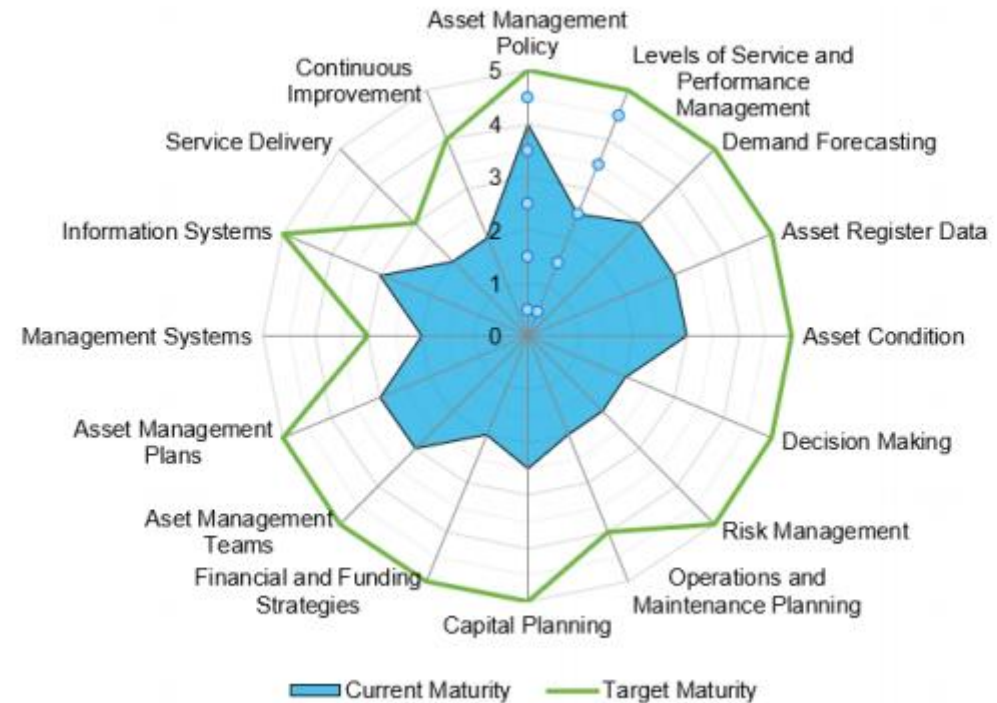 Asset Management
Policy
Levels of Service and
Performance
Management
Demand Forecasting
Asset Register Data
Asset Condition
Decision Making
Risk Management
Operations and
Maintenance Planning
Capital Planning
Financial and Funding
Strategies
Aset Management
Teams
Asset Management
Plans
Management Systems
Information Systems
Service Delivery
Continuous
Improvement
5
4
3
2
1
0
Current Maturity
Target Maturity